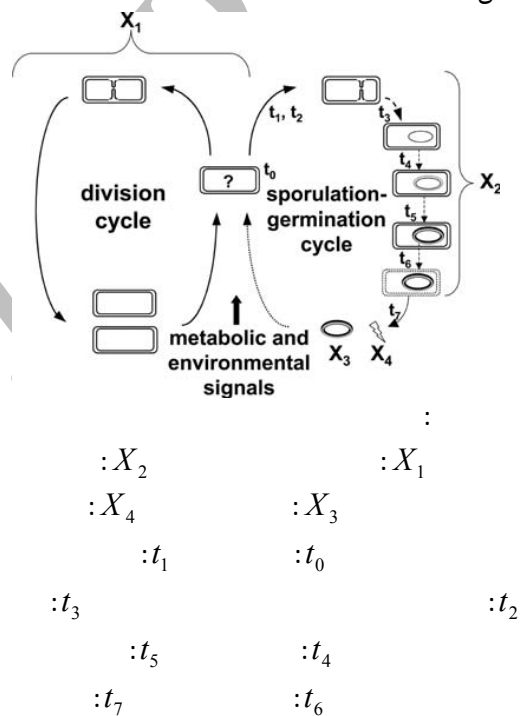 X₁
t₁, t₂
t₃
t₀
t₄
?
division
cycle
sporulation-
germination
cycle
X₂
t₅
t₆
t₇
metabolic and
environmental
signals
X₃
X₄
:
:X₁ :X₂
:X₃ :X₄
:t₀ :t₁
:t₂ :t₃
:t₄ :t₅
:t₆ :t₇